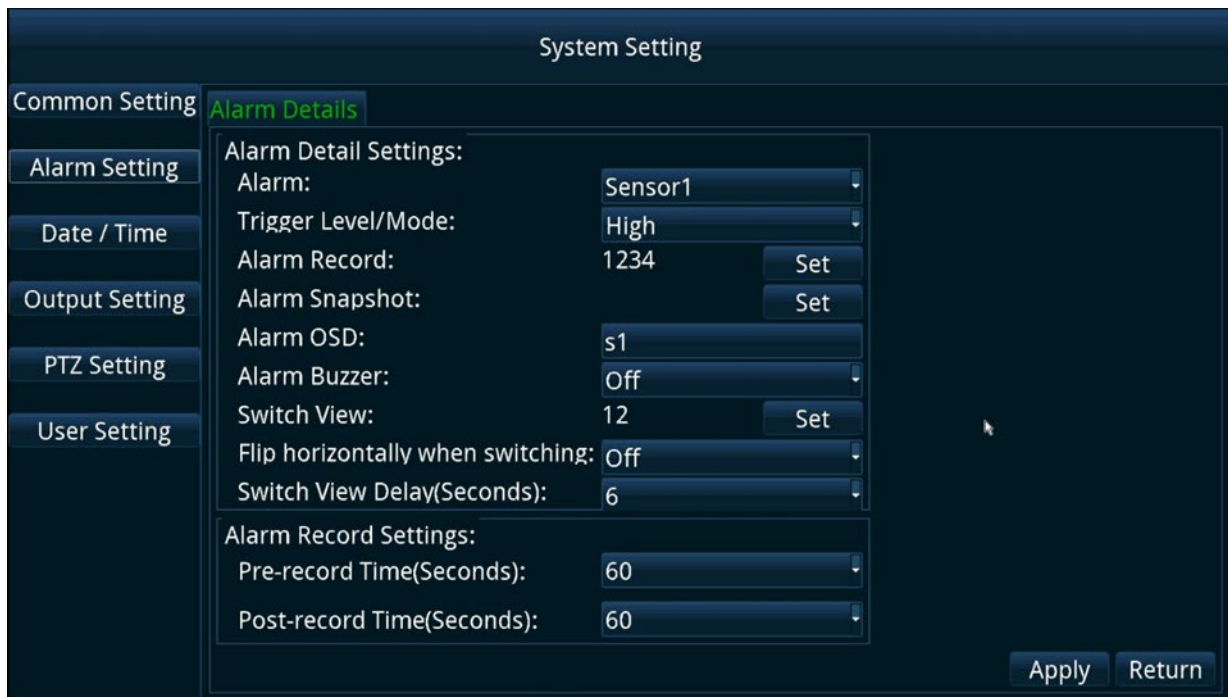 System Setting
Common Setting
Alarm Setting
Date / Time
Output Setting
PTZ Setting
User Setting
Alarm Details
Alarm Detail Settings:
Alarm: Sensor1
Trigger Level/Mode: High
Alarm Record: 1234 Set
Alarm Snapshot: Set
Alarm OSD: s1
Alarm Buzzer: Off
Switch View: 12 Set
Flip horizontally when switching: Off
Switch View Delay(Seconds): 6
Alarm Record Settings:
Pre-record Time(Seconds): 60
Post-record Time(Seconds): 60
Apply Return